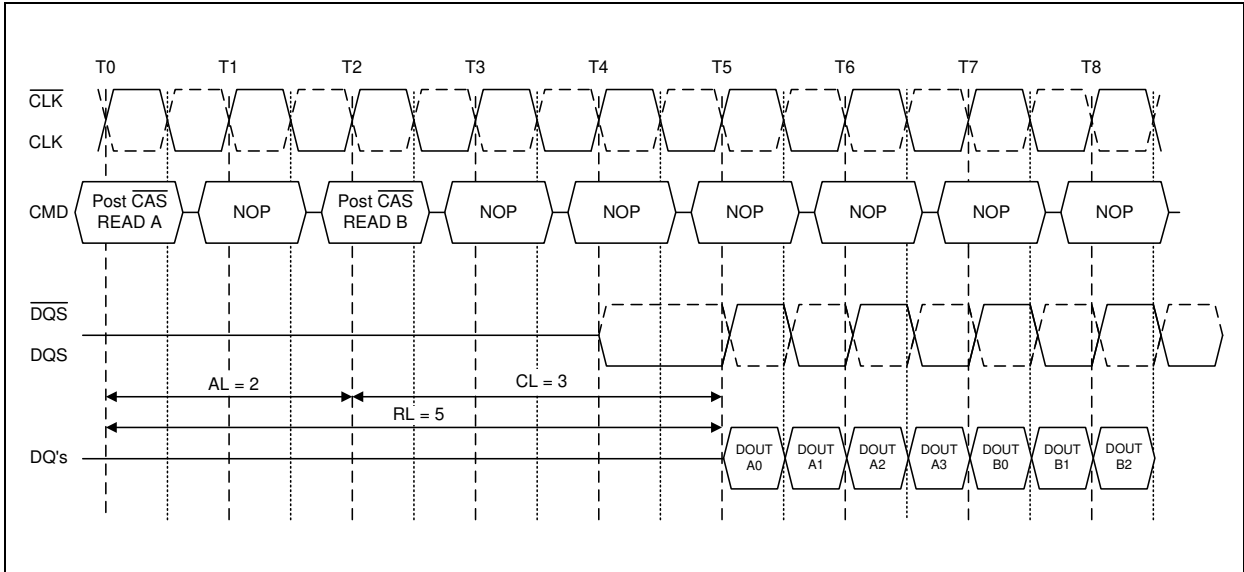 T0 T1 T2 T3 T4 T5 T6 T7 T8
CLK
CLK
CMD
Post CAS
READ A
NOP
Post CAS
READ B
NOP
NOP
NOP
NOP
NOP
NOP
DQS
DQS
AL = 2
CL = 3
RL = 5
DQ's
DOUT
A0
DOUT
A1
DOUT
A2
DOUT
A3
DOUT
B0
DOUT
B1
DOUT
B2